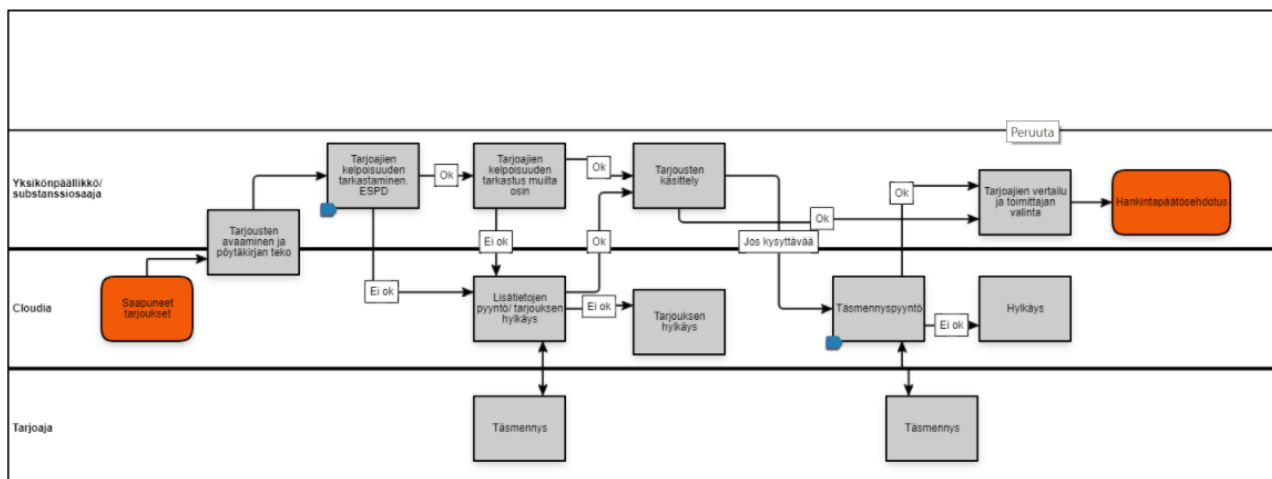 Peruuta
Yksikönpäällikkö/
substanssiosaaja
Tarjoajien
kelpoisuuden
tarkastaminen,
ESPD
Ok
Tarjoajien
kelpoisuuden
tarkastus muilta
osin
Ok
Tarjousten
käsittely
Ok
Tarjoajien vertailu
ja toimittajan
valinta
Hankintapäätösehdotus
Tarjousten
avaaminen ja
pöytäkirjan teko
Ei ok
Ok
Jos kysyttävää
Ok
Cloudia
Saapuneet
tarjoukset
Ei ok
Lisätietojen
pyyntö/ tarjouksen
hylkäys
Ei ok
Tarjouksen
hylkäys
Täsmennyspyyntö
Ei ok
Hylkäys
Tarjoaja
Täsmennys
Täsmennys